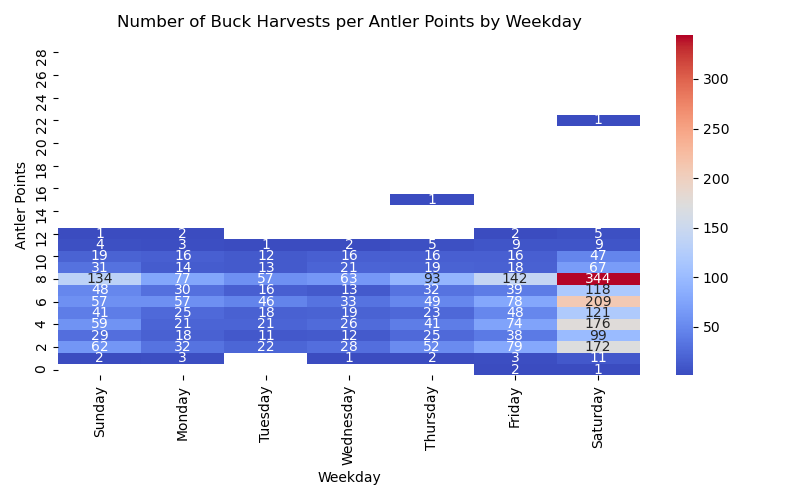 Number of Buck Harvests per Antler Points by Weekday
28
26
24
22 1
20
18
16 1
14
12 1 2 2 5
4 3 1 2 5 9 9
10 19 16 12 16 16 16 47
31 14 13 21 19 18 67
8 134 77 57 63 93 142 344
48 30 16 13 32 39 118
6 57 57 46 33 49 78 209
41 25 18 19 23 48 121
4 59 21 21 26 41 74 176
29 18 11 12 25 38 99
2 62 32 22 28 52 79 172
2 3 1 2 3 11
0 2 1
Antler Points
Sunday Monday Tuesday Wednesday Thursday Friday Saturday
Weekday
300
250
200
150
100
50